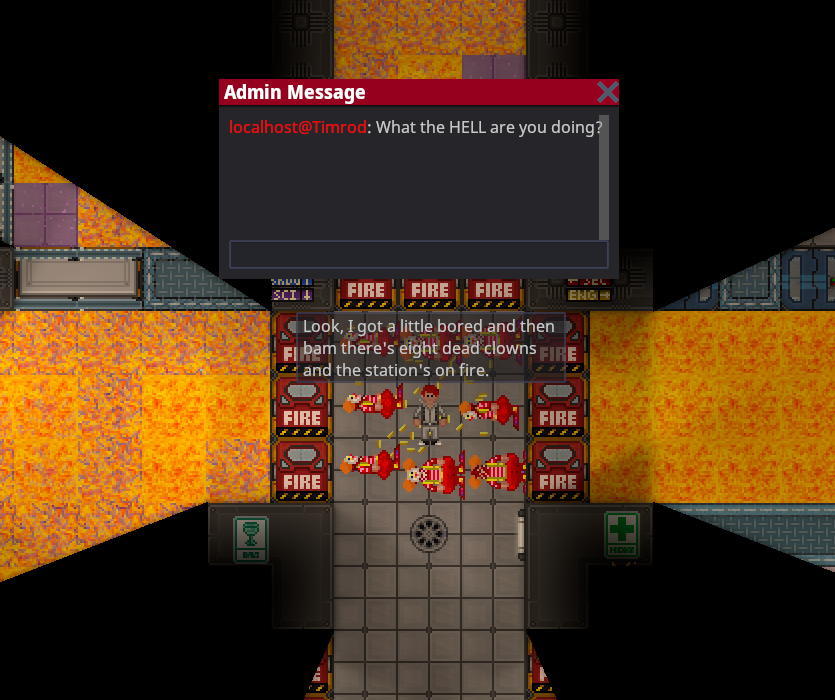 Admin Message
localhost@Timrod: What the HELL are you doing?
SCI
FIRE
FIRE
FIRE
ENG
Look, I got a little bored and then
bam there's eight dead clowns
and the station's on fire.
FIRE
FIRE
FIRE
FIRE
FIRE
FIRE
BAR